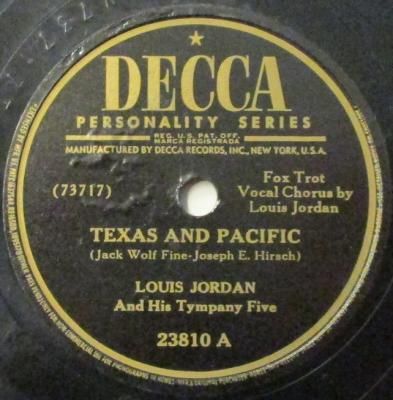 DECCA
PERSONALITY SERIES
REG. U.S. PAT. OFF.
MARCA REGISTRADA
MANUFACTURED BY DECCA RECORDS, INC., NEW YORK, U.S.A.
(73717)
Fox Trot
Vocal Chorus by
Louis Jordan
TEXAS AND PACIFIC
(Jack Wolf Fine-Joseph E. Hirsch)
LOUIS JORDAN
And His Tympany Five
23810 A